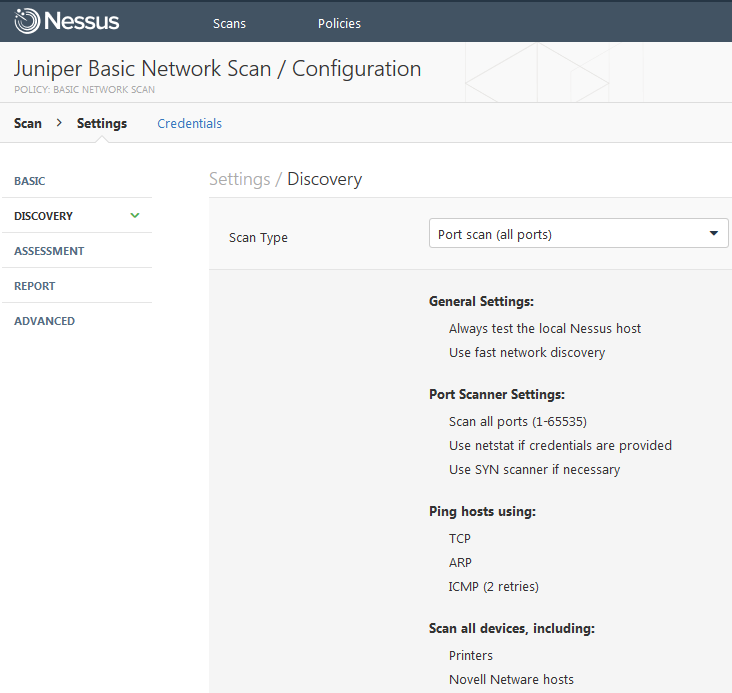 Nessus Scans Policies
Juniper Basic Network Scan / Configuration
POLICY: BASIC NETWORK SCAN
Scan > Settings Credentials
BASIC
DISCOVERY
ASSESSMENT
REPORT
ADVANCED
Settings / Discovery
Scan Type Port scan (all ports)
General Settings:
Always test the local Nessus host
Use fast network discovery
Port Scanner Settings:
Scan all ports (1-65535)
Use netstat if credentials are provided
Use SYN scanner if necessary
Ping hosts using:
TCP
ARP
ICMP (2 retries)
Scan all devices, including:
Printers
Novell Netware hosts